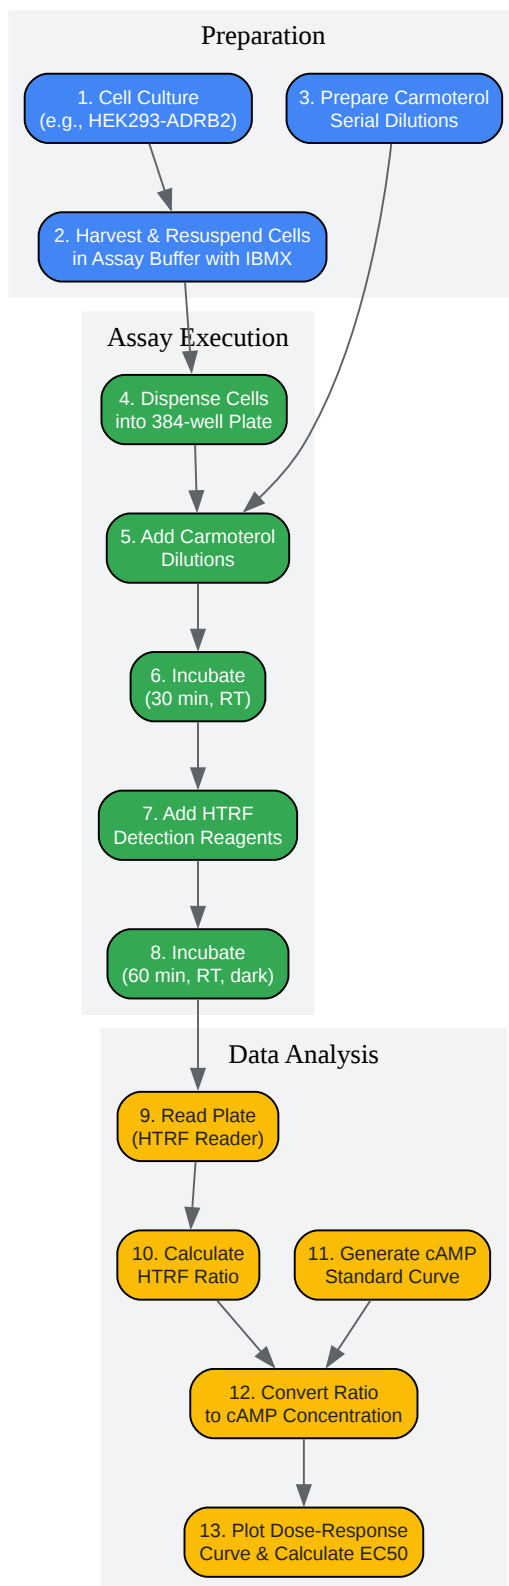 Preparation
1. Cell Culture
(e.g., HEK293-ADRB2)
3. Prepare Carmoterol
Serial Dilutions
2. Harvest & Resuspend Cells
in Assay Buffer with IBMX
Assay Execution
4. Dispense Cells
into 384-well Plate
5. Add Carmoterol
Dilutions
6. Incubate
(30 min, RT)
7. Add HTRF
Detection Reagents
8. Incubate
(60 min, RT, dark)
Data Analysis
9. Read Plate
(HTRF Reader)
10. Calculate
HTRF Ratio
11. Generate cAMP
Standard Curve
12. Convert Ratio
to cAMP Concentration
13. Plot Dose-Response
Curve & Calculate EC50